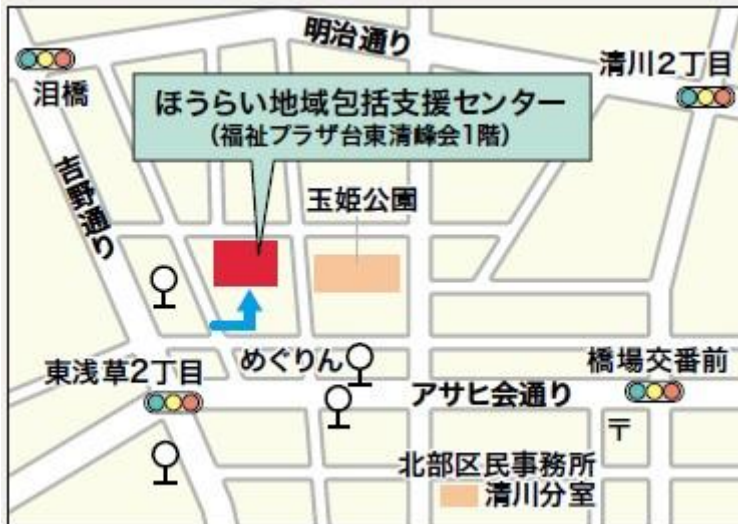 明治通り
清川2丁目
泪橋
ほうらい地域包括支援センター
(福祉プラザ台東清峰会1階)
吉野通り
玉姫公園
めぐりん
東浅草2丁目
橋場交番前
アサヒ会通り
〒
北部区民事務所
清川分室